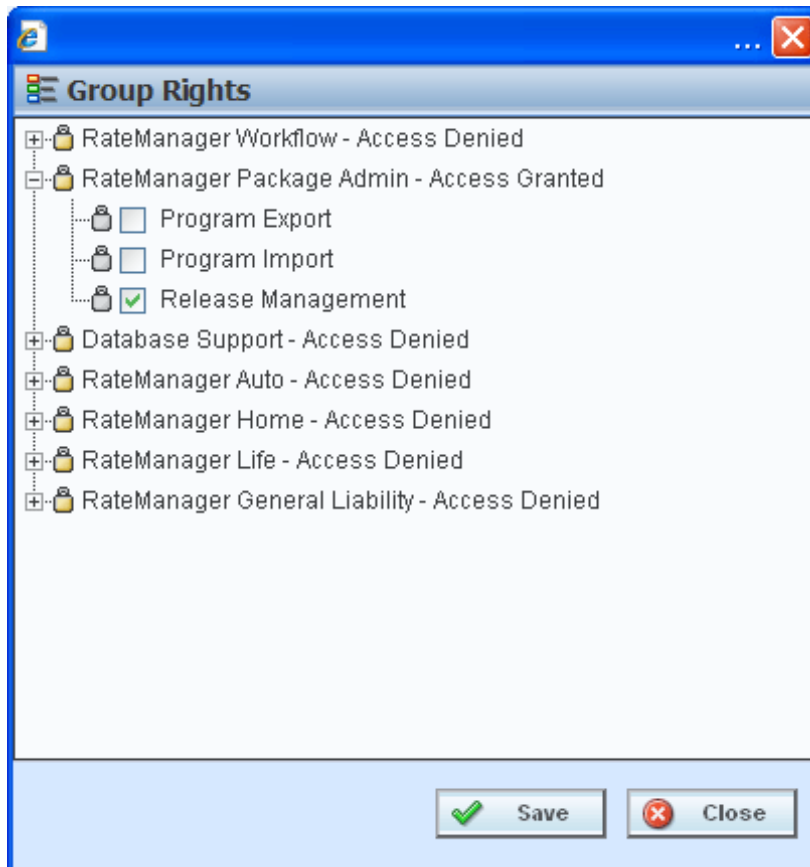 ...
Group Rights
RateManager Workflow - Access Denied
RateManager Package Admin - Access Granted
Program Export
Program Import
Release Management
Database Support - Access Denied
RateManager Auto - Access Denied
RateManager Home - Access Denied
RateManager Life - Access Denied
RateManager General Liability - Access Denied
Save Close